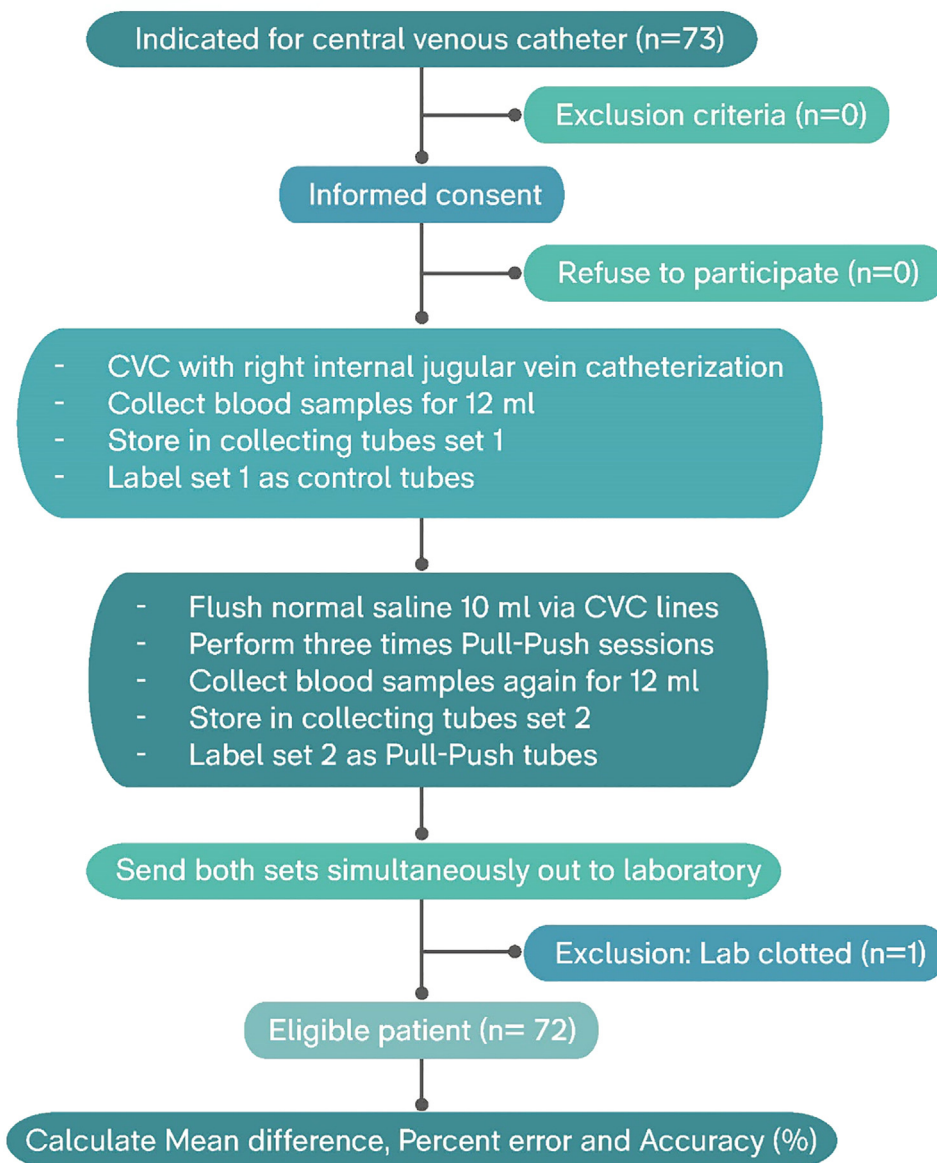 Indicated for central venous catheter (n=73)
Exclusion criteria (n=0)
Informed consent
Refuse to participate (n=0)
- CVC with right internal jugular vein catheterization
- Collect blood samples for 12 ml
- Store in collecting tubes set 1
- Label set 1 as control tubes
- Flush normal saline 10 ml via CVC lines
- Perform three times Pull-Push sessions
- Collect blood samples again for 12 ml
- Store in collecting tubes set 2
- Label set 2 as Pull-Push tubes
Send both sets simultaneously out to laboratory
Exclusion: Lab clotted (n=1)
Eligible patient (n= 72)
Calculate Mean difference, Percent error and Accuracy (%)